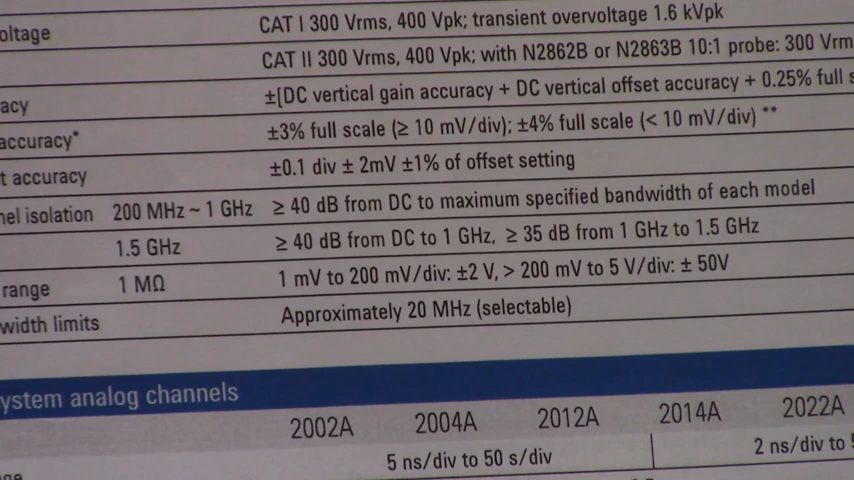 oltage CAT I 300 Vrms, 400 Vpk; transient overvoltage 1.6 kVpk
CAT II 300 Vrms, 400 Vpk; with N2862B or N2863B 10:1 probe: 300 Vrm
acy ±[DC vertical gain accuracy + DC vertical offset accuracy + 0.25% full s
accuracy* ±3% full scale (≥ 10 mV/div); ±4% full scale (< 10 mV/div) **
t accuracy ±0.1 div ± 2mV ±1% of offset setting
nel isolation 200 MHz ~ 1 GHz ≥ 40 dB from DC to maximum specified bandwidth of each model
1.5 GHz ≥ 40 dB from DC to 1 GHz, ≥ 35 dB from 1 GHz to 1.5 GHz
range 1 MΩ 1 mV to 200 mV/div: ±2 V, > 200 mV to 5 V/div: ± 50V
width limits Approximately 20 MHz (selectable)
ystem analog channels
2002A 2004A 2012A 2014A 2022A
5 ns/div to 50 s/div 2 ns/div to